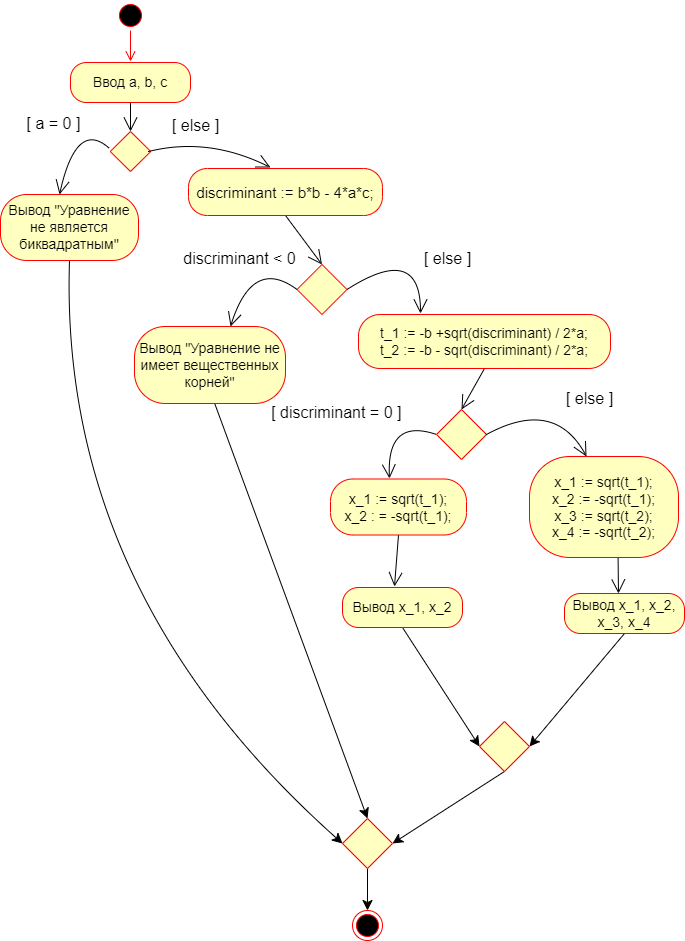 Ввод a, b, c
[ a = 0 ]
[ else ]
Вывод "Уравнение
не является
биквадратным"
discriminant := b*b - 4*a*c;
discriminant < 0
[ else ]
Вывод "Уравнение не
имеет вещественных
корней"
t_1 := -b +sqrt(discriminant) / 2*a;
t_2 := -b - sqrt(discriminant) / 2*a;
[ discriminant = 0 ]
[ else ]
x_1 := sqrt(t_1);
x_2 : = -sqrt(t_1);
x_1 := sqrt(t_1);
x_2 := -sqrt(t_1);
x_3 := sqrt(t_2);
x_4 := -sqrt(t_2);
Вывод x_1, x_2
Вывод x_1, x_2,
x_3, x_4